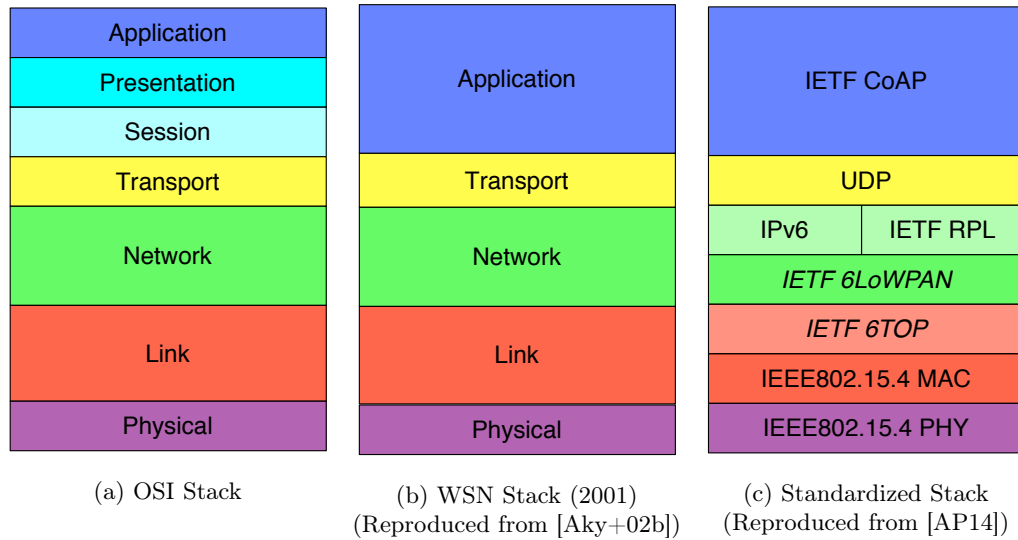 Application
Presentation
Session
Transport
Network
Link
Physical
(a) OSI Stack
Application
Transport
Network
Link
Physical
(b) WSN Stack (2001)
(Reproduced from [Aky+02b])
IETF CoAP
UDP
IPv6 IETF RPL
IETF 6LoWPAN
IETF 6TOP
IEEE802.15.4 MAC
IEEE802.15.4 PHY
(c) Standardized Stack
(Reproduced from [AP14])